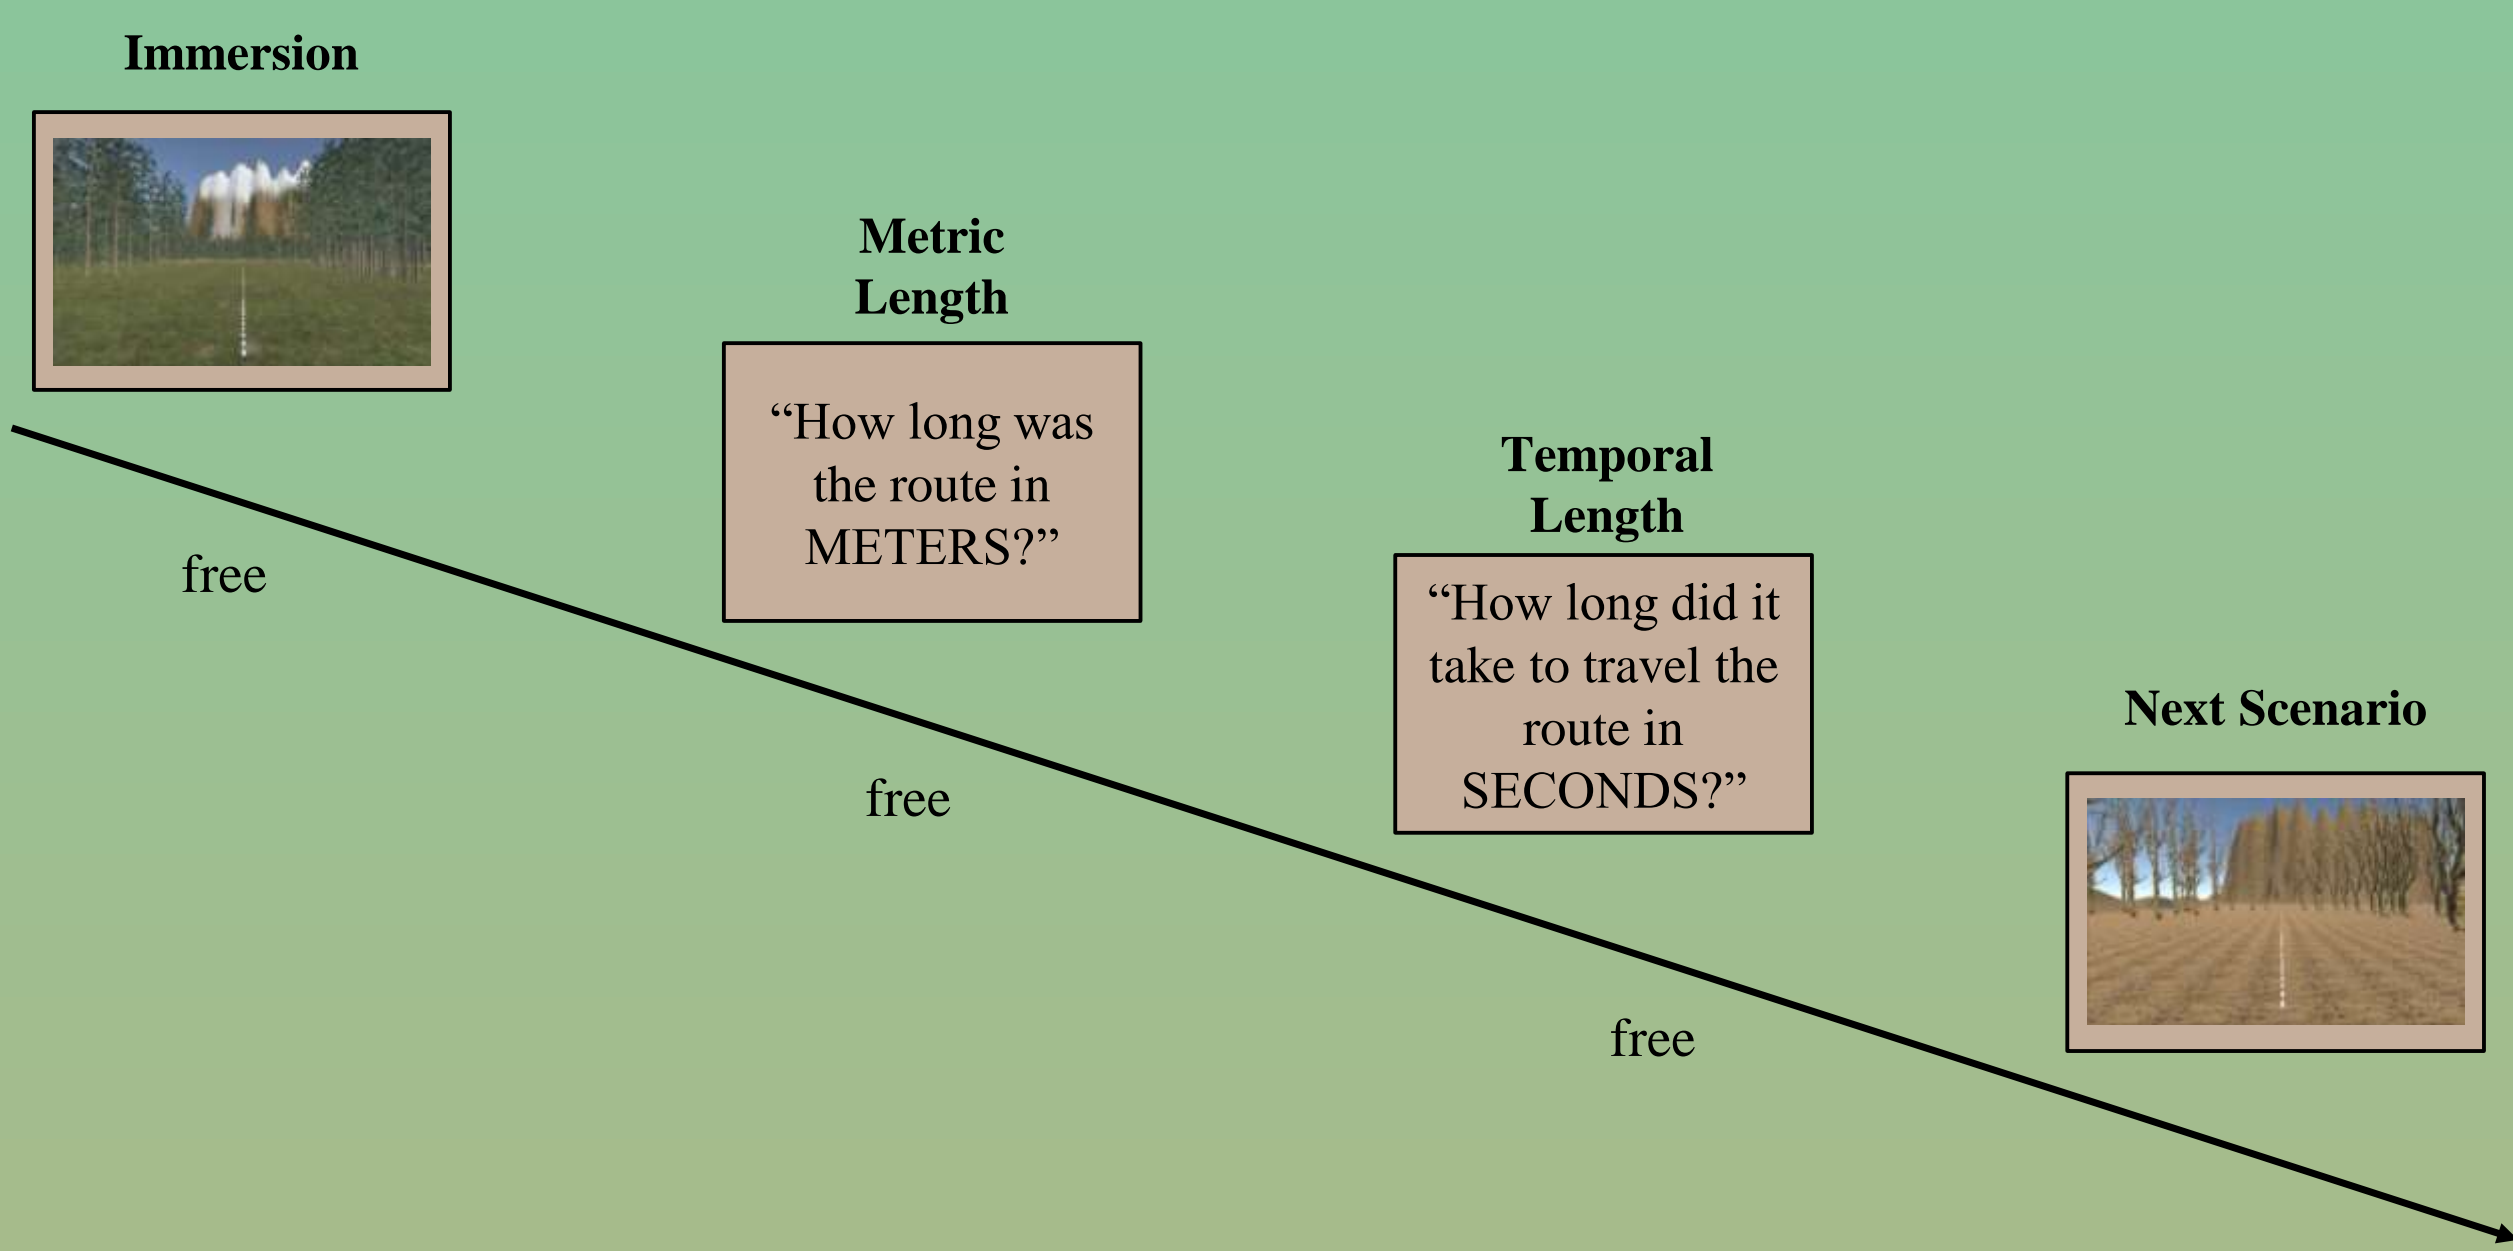 Immersion
Metric
Length
“How long was
the route in
METERS?”
Temporal
Length
“How long did it
take to travel the
route in
SECONDS?”
Next Scenario
free
free
free